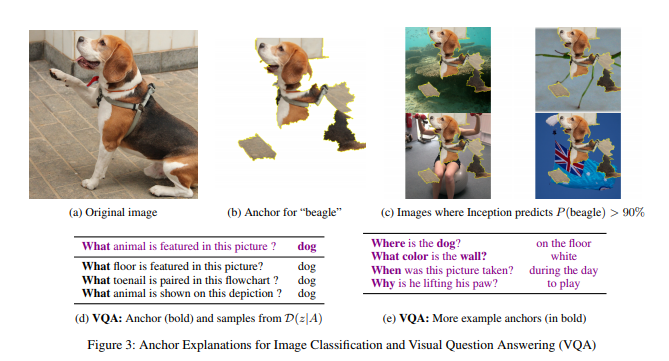 (a) Original image
(b) Anchor for “beagle”
(c) Images where Inception predicts P(beagle) > 90%
What animal is featured in this picture ? dog
What floor is featured in this picture? dog
What toenail is paired in this flowchart ? dog
What animal is shown on this depiction ? dog
(d) VQA: Anchor (bold) and samples from D(z|A)
Where is the dog? on the floor
What color is the wall? white
When was this picture taken? during the day
Why is he lifting his paw? to play
(e) VQA: More example anchors (in bold)
Figure 3: Anchor Explanations for Image Classification and Visual Question Answering (VQA)